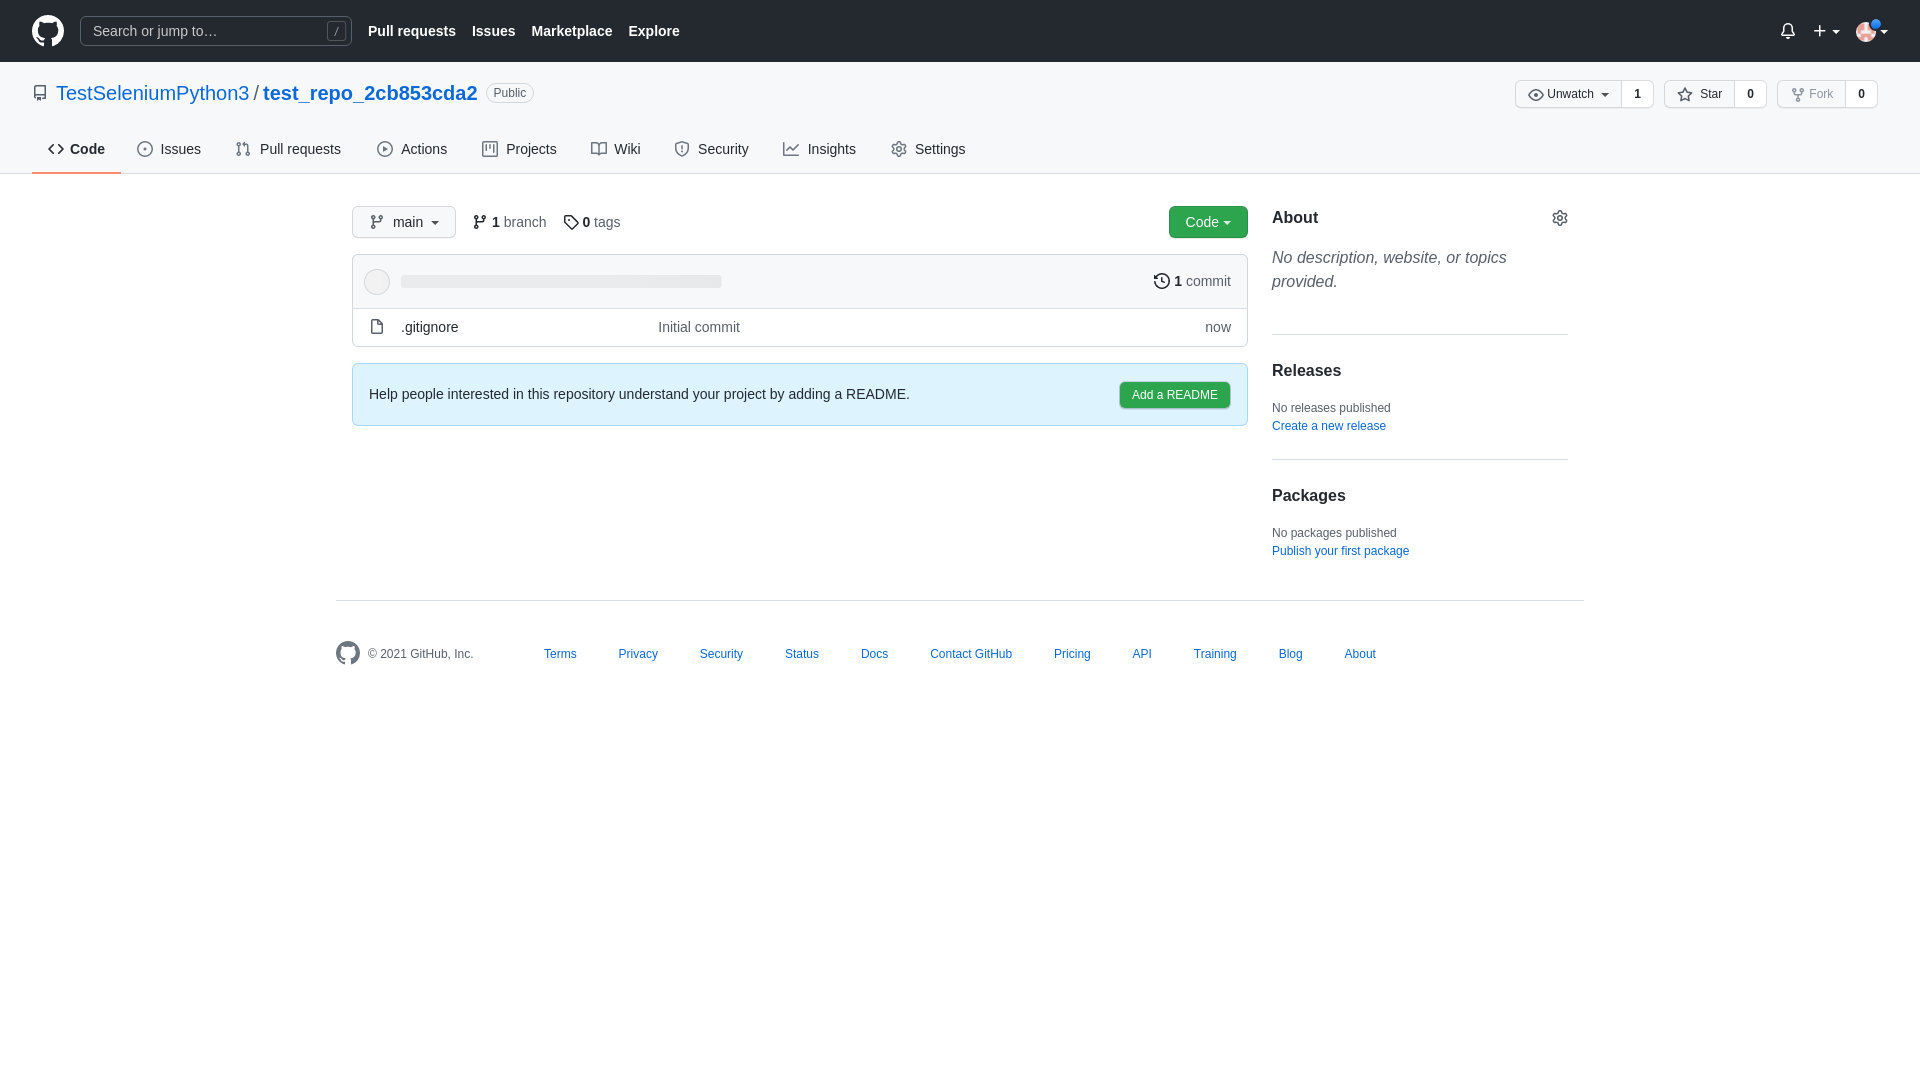 Search or jump to…
/
Pull requests
Issues
Marketplace
Explore
TestSeleniumPython3 / test_repo_2cb853cda2
Public
Unwatch
1
Star
0
Fork
0
Code
Issues
Pull requests
Actions
Projects
Wiki
Security
Insights
Settings
main
1 branch
0 tags
Code
About
No description, website, or topics
provided.
1 commit
.gitignore
Initial commit
now
Help people interested in this repository understand your project by adding a README.
Add a README
Releases
No releases published
Create a new release
Packages
No packages published
Publish your first package
© 2021 GitHub, Inc.
Terms
Privacy
Security
Status
Docs
Contact GitHub
Pricing
API
Training
Blog
About